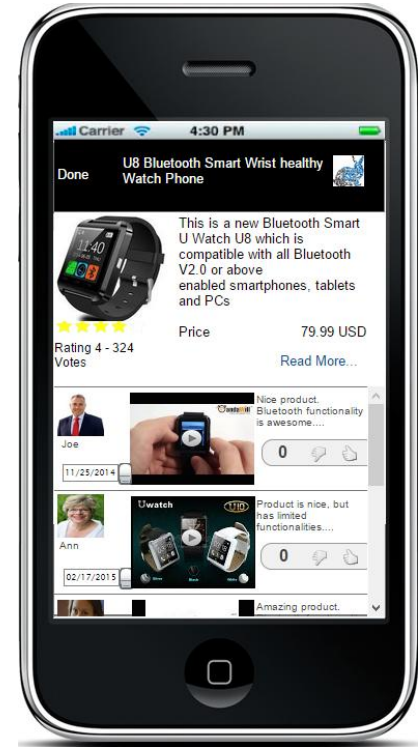 Carrier
4:30 PM
Done
U8 Bluetooth Smart Wrist healthy
Watch Phone
This is a new Bluetooth Smart
U Watch U8 which is
compatible with all Bluetooth
V2.0 or above
enabled smartphones, tablets
and PCs
11:40
Rating 4 - 324
Votes
Price
79.99 USD
Read More...
Joe
11/25/2014
Nice product.
Bluetooth functionality
is awesome....
0
Ann
02/17/2015
Uwatch
U10
Product is nice, but
has limited
functionalities....
0
Amazing product.